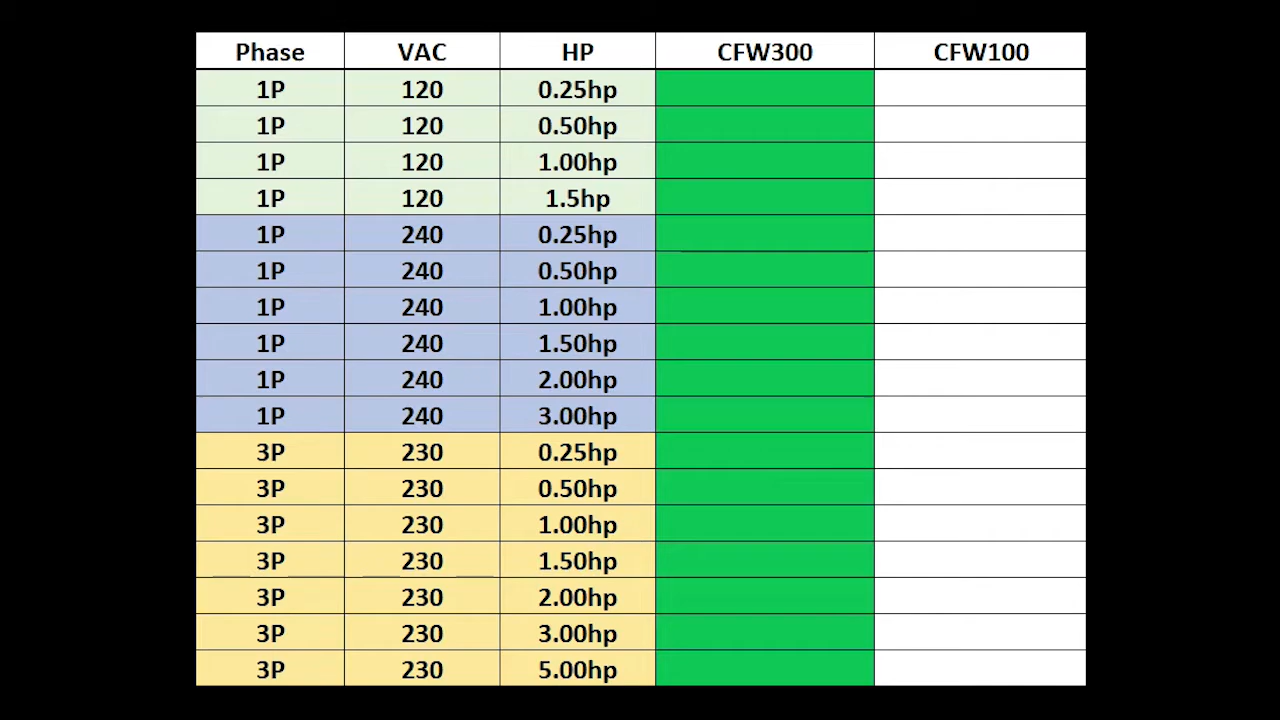 Phase VAC HP CFW300 CFW100
1P 120 0.25hp
1P 120 0.50hp
1P 120 1.00hp
1P 120 1.5hp
1P 240 0.25hp
1P 240 0.50hp
1P 240 1.00hp
1P 240 1.50hp
1P 240 2.00hp
1P 240 3.00hp
3P 230 0.25hp
3P 230 0.50hp
3P 230 1.00hp
3P 230 1.50hp
3P 230 2.00hp
3P 230 3.00hp
3P 230 5.00hp